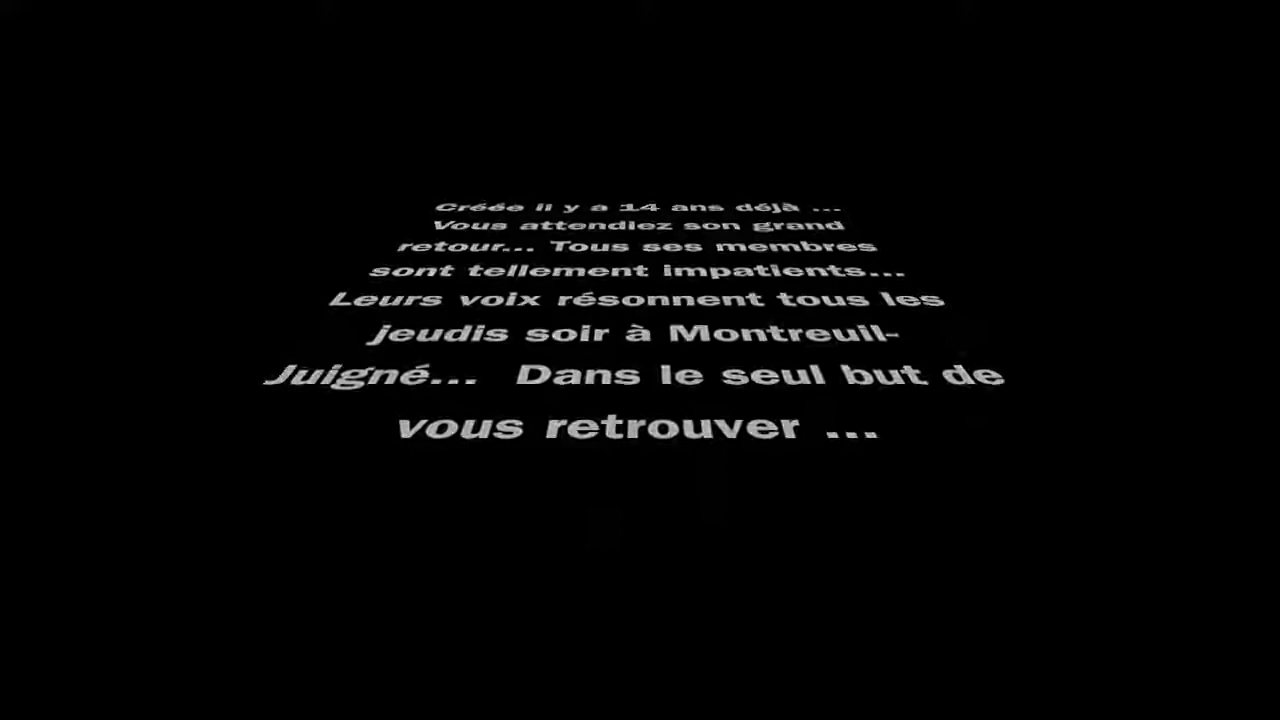 Créée il y a 14 ans déjà ...
Vous attendiez son grand
retour... Tous ses membres
sont tellement impatients...
Leurs voix résonnent tous les
jeudis soir à Montreuil-
Juigné... Dans le seul but de
vous retrouver ...